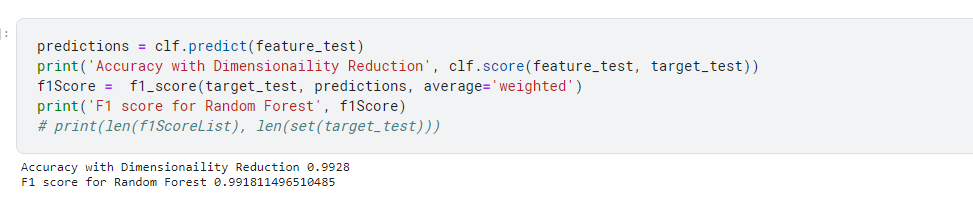 ]:
predictions = clf.predict(feature_test)
print('Accuracy with Dimensionaility Reduction', clf.score(feature_test, target_test))
f1Score =  f1_score(target_test, predictions, average='weighted')
print('F1 score for Random Forest', f1Score)
# print(len(f1ScoreList), len(set(target_test)))
Accuracy with Dimensionaility Reduction 0.9928
F1 score for Random Forest 0.991811496510485